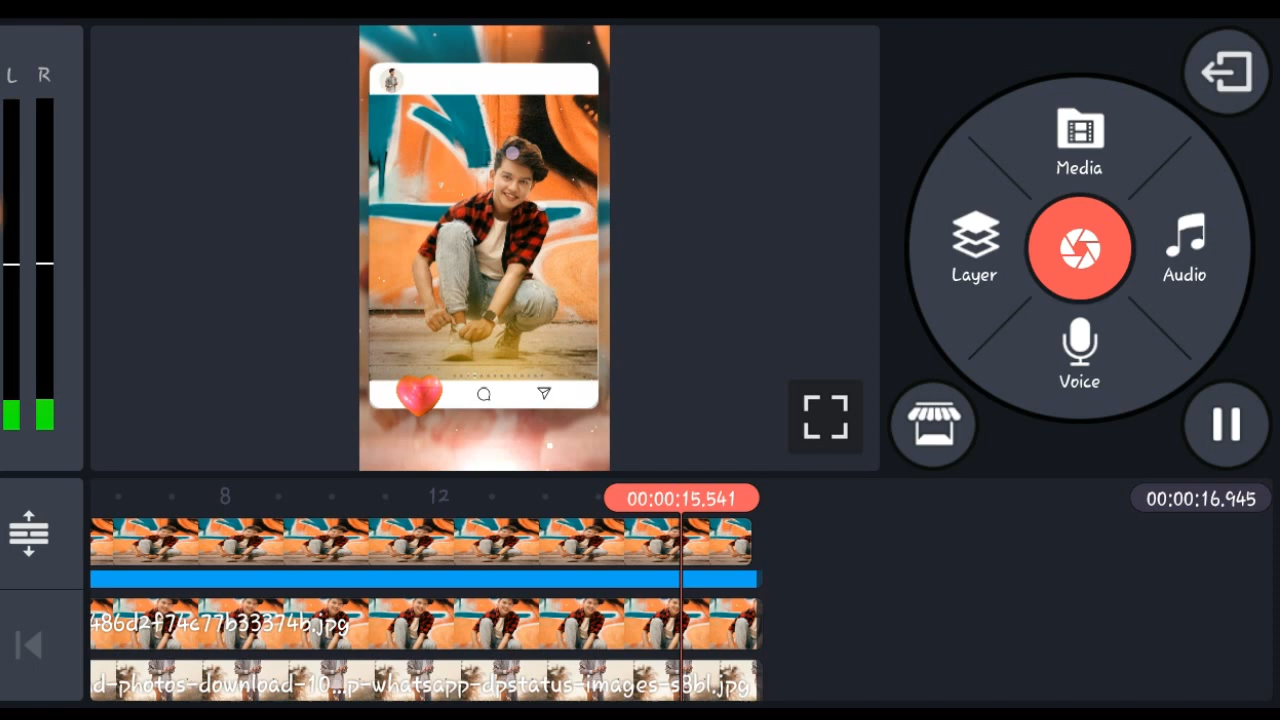 L R
Media
Layer
Audio
Voice
8 12 00:00:15.541 00:00:16.945
486d2f74c77b33374b.jpg
d-photos-download-10...p-whatsapp-dpstatus-images-s8bl.jpg